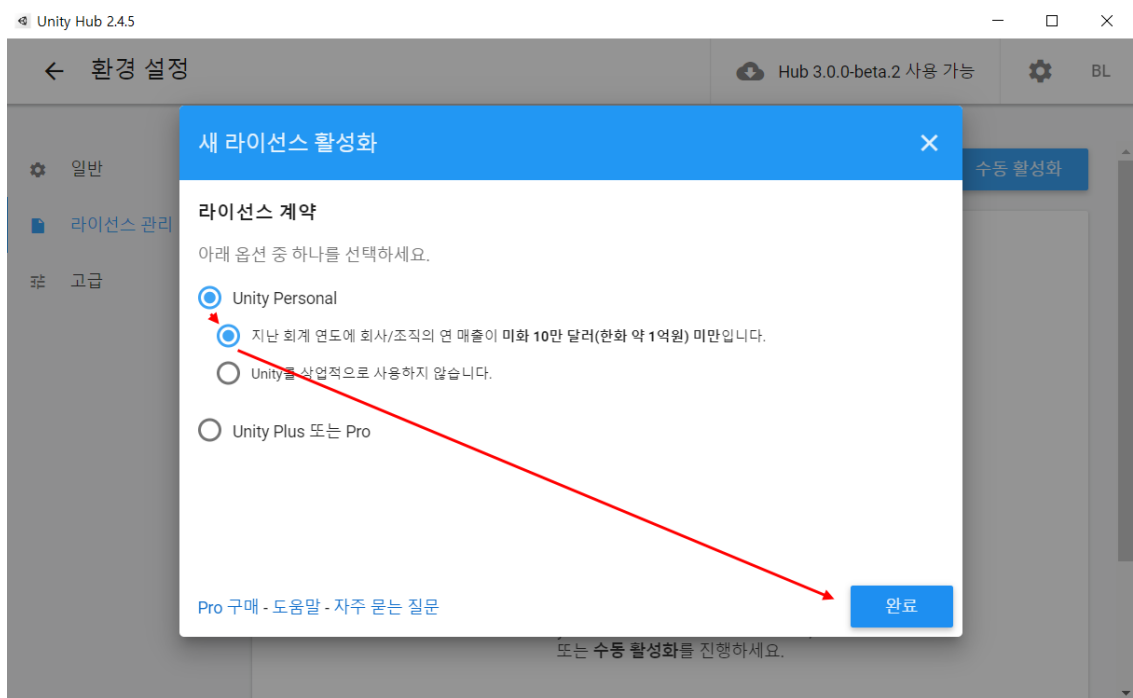 Unity Hub 2.4.5
환경 설정
Hub 3.0.0-beta.2 사용 가능
BL
새 라이선스 활성화
일반
수동 활성화
라이선스 계약
라이선스 관리
아래 옵션 중 하나를 선택하세요.
고급
Unity Personal
지난 회계 연도에 회사/조직의 연 매출이 미화 10만 달러(한화 약 1억원) 미만입니다.
Unity를 상업적으로 사용하지 않습니다.
Unity Plus 또는 Pro
Pro 구매 - 도움말 - 자주 묻는 질문
완료
또는 수동 활성화를 진행하세요.